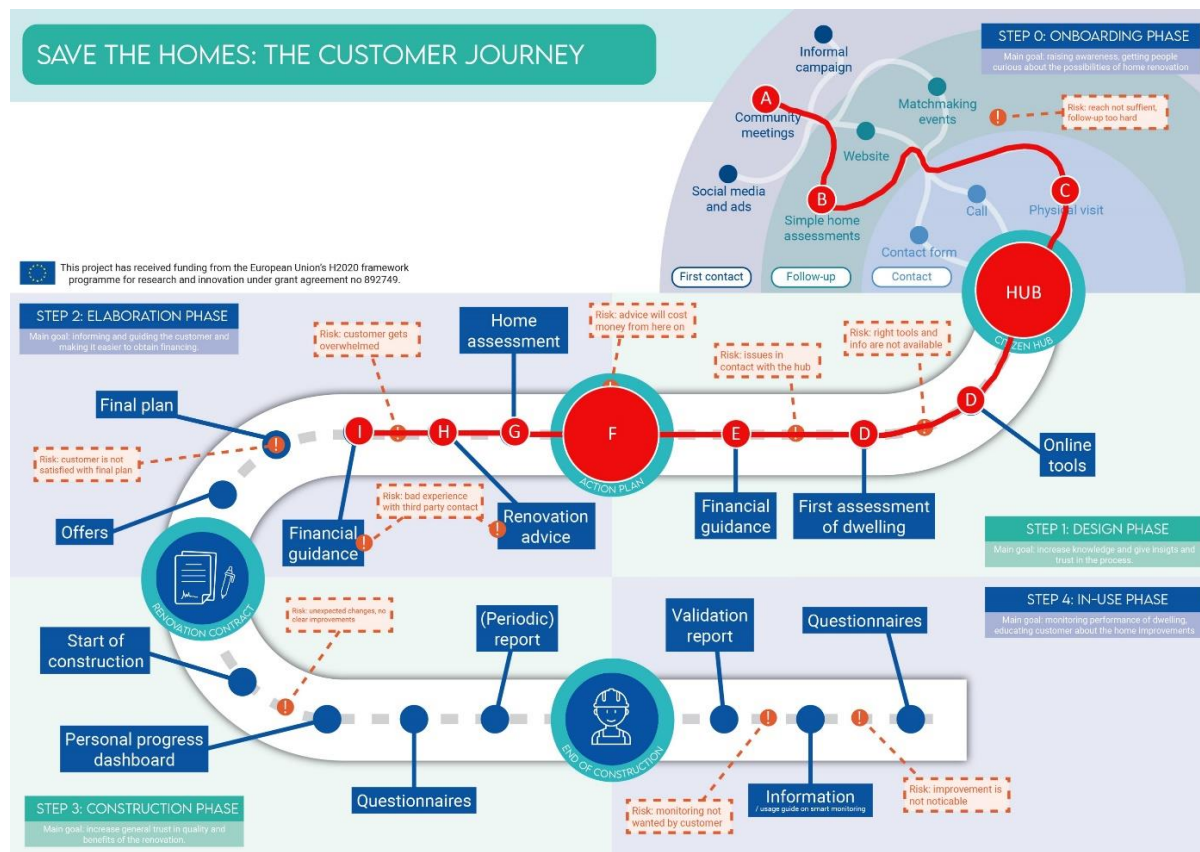 SAVE THE HOMES: THE CUSTOMER JOURNEY
STEP 0: ONBOARDING PHASE
Main goal: raising awareness, getting people
curious about the possibilities of home renovation
Informal
campaign
A
Community
meetings
Matchmaking
events
!
Risk: reach not suffient,
follow-up too hard
Website
Social media
and ads
B
Simple home
assessments
Call
C
Physical visit
Contact form
First contact
Follow-up
Contact
HUB
CITIZEN HUB
This project has received funding from the European Union's H2020 framework
programme for research and innovation under grant agreement no 892749.
STEP 2: ELABORATION PHASE
Main goal: informing and guiding the customer and
making it easier to obtain financing.
Risk: customer gets
overwhelmed
Home
assessment
Risk: advice will cost
money from here on
Risk: issues in
contact with the hub
Risk: right tools and
info are not available
Final plan
!
Risk: customer is not
satisfied with final plan
I
!
H
G
F
ACTION PLAN
E
!
D
!
D
Online
tools
Offers
Financial
guidance
!
Risk: bad experience
with third party contact
!
Renovation
advice
Financial
guidance
First assessment
of dwelling
STEP 1: DESIGN PHASE
Main goal: increase knowledge and give insigts and
trust in the process.
RENOVATION CONTRACT
STEP 4: IN-USE PHASE
Main goal: monitoring performance of dwelling,
educating customer about the home improvements
Start of
construction
Risk: unexpected changes, no
clear improvements
!
(Periodic)
report
Validation
report
Questionnaires
Personal progress
dashboard
Questionnaires
END OF CONSTRUCTION
!
!
Information
/ usage guide on smart monitoring
Risk: monitoring not
wanted by customer
Risk: improvement is
not noticable
STEP 3: CONSTRUCTION PHASE
Main goal: increase general trust in quality and
benefits of the renovation.